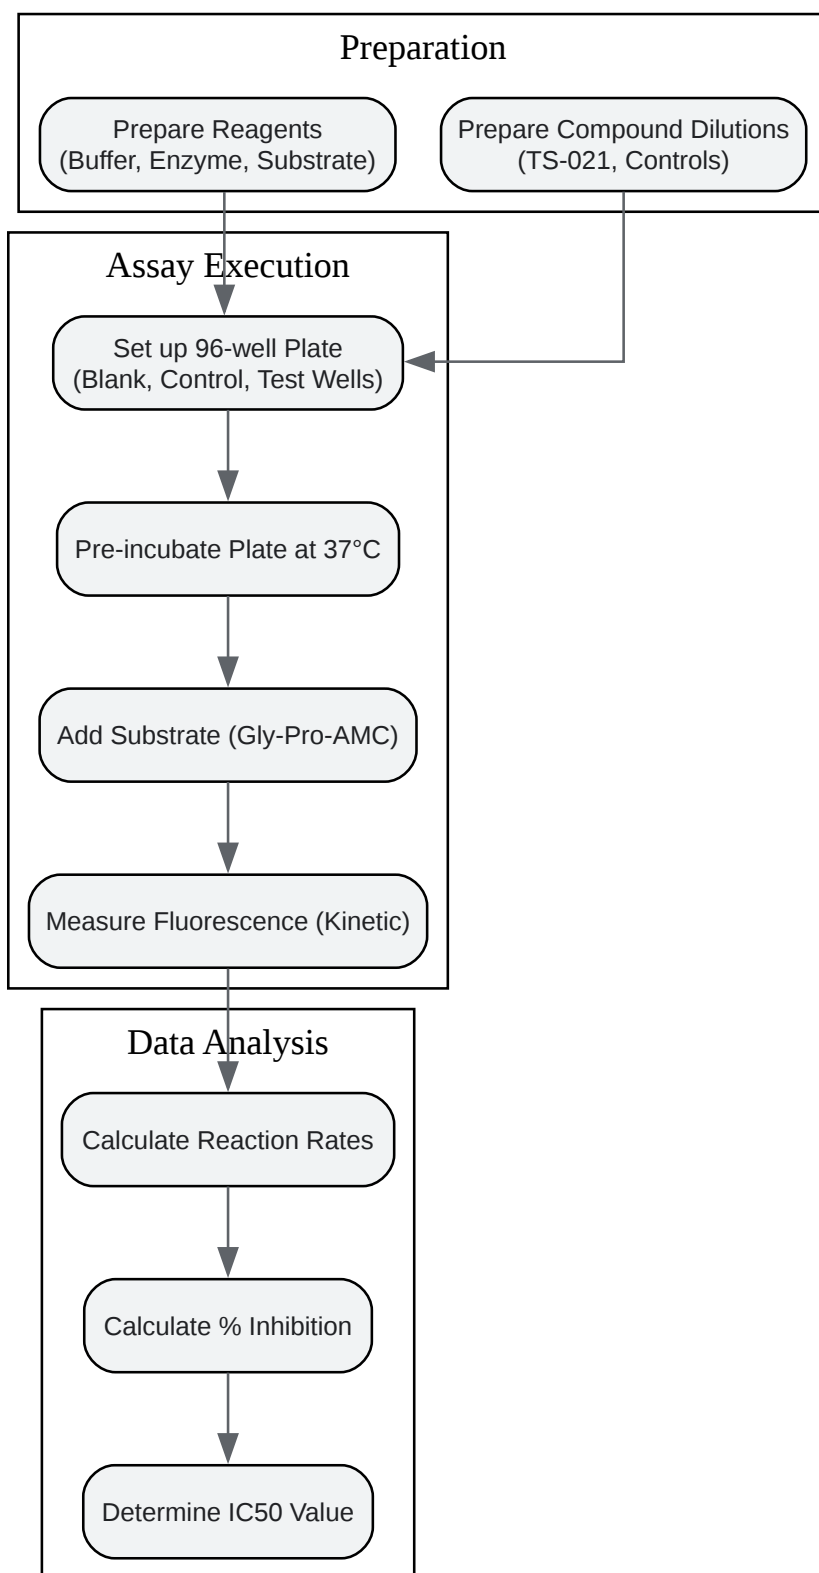 Preparation
Prepare Reagents
(Buffer, Enzyme, Substrate)
Prepare Compound Dilutions
(TS-021, Controls)
Assay Execution
Set up 96-well Plate
(Blank, Control, Test Wells)
Pre-incubate Plate at 37°C
Add Substrate (Gly-Pro-AMC)
Measure Fluorescence (Kinetic)
Data Analysis
Calculate Reaction Rates
Calculate % Inhibition
Determine IC50 Value